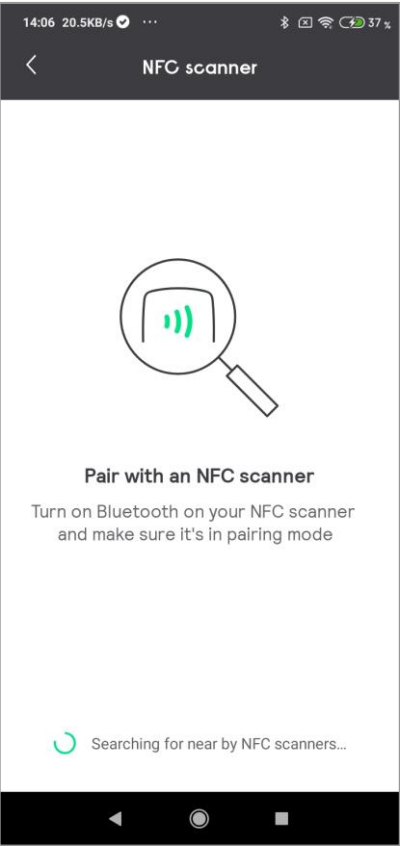 14:06 20.5KB/s ··· 37 %
NFC scanner
Pair with an NFC scanner
Turn on Bluetooth on your NFC scanner
and make sure it's in pairing mode
Searching for near by NFC scanners...